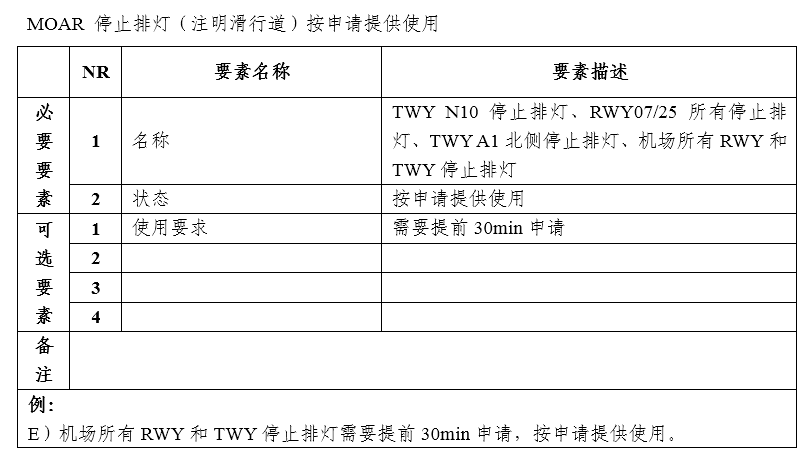 MOAR 停止排灯（注明滑行道）按申请提供使用
NR 要素名称 要素描述
必要要素
1 名称 TWY N10 停止排灯、RWY07/25 所有停止排
灯、TWY A1 北侧停止排灯、机场所有 RWY 和
TWY 停止排灯
2 状态 按申请提供使用
可选要素
1 使用要求 需要提前 30min 申请
2
3
4
备注
例：
E）机场所有 RWY 和 TWY 停止排灯需要提前 30min 申请，按申请提供使用。